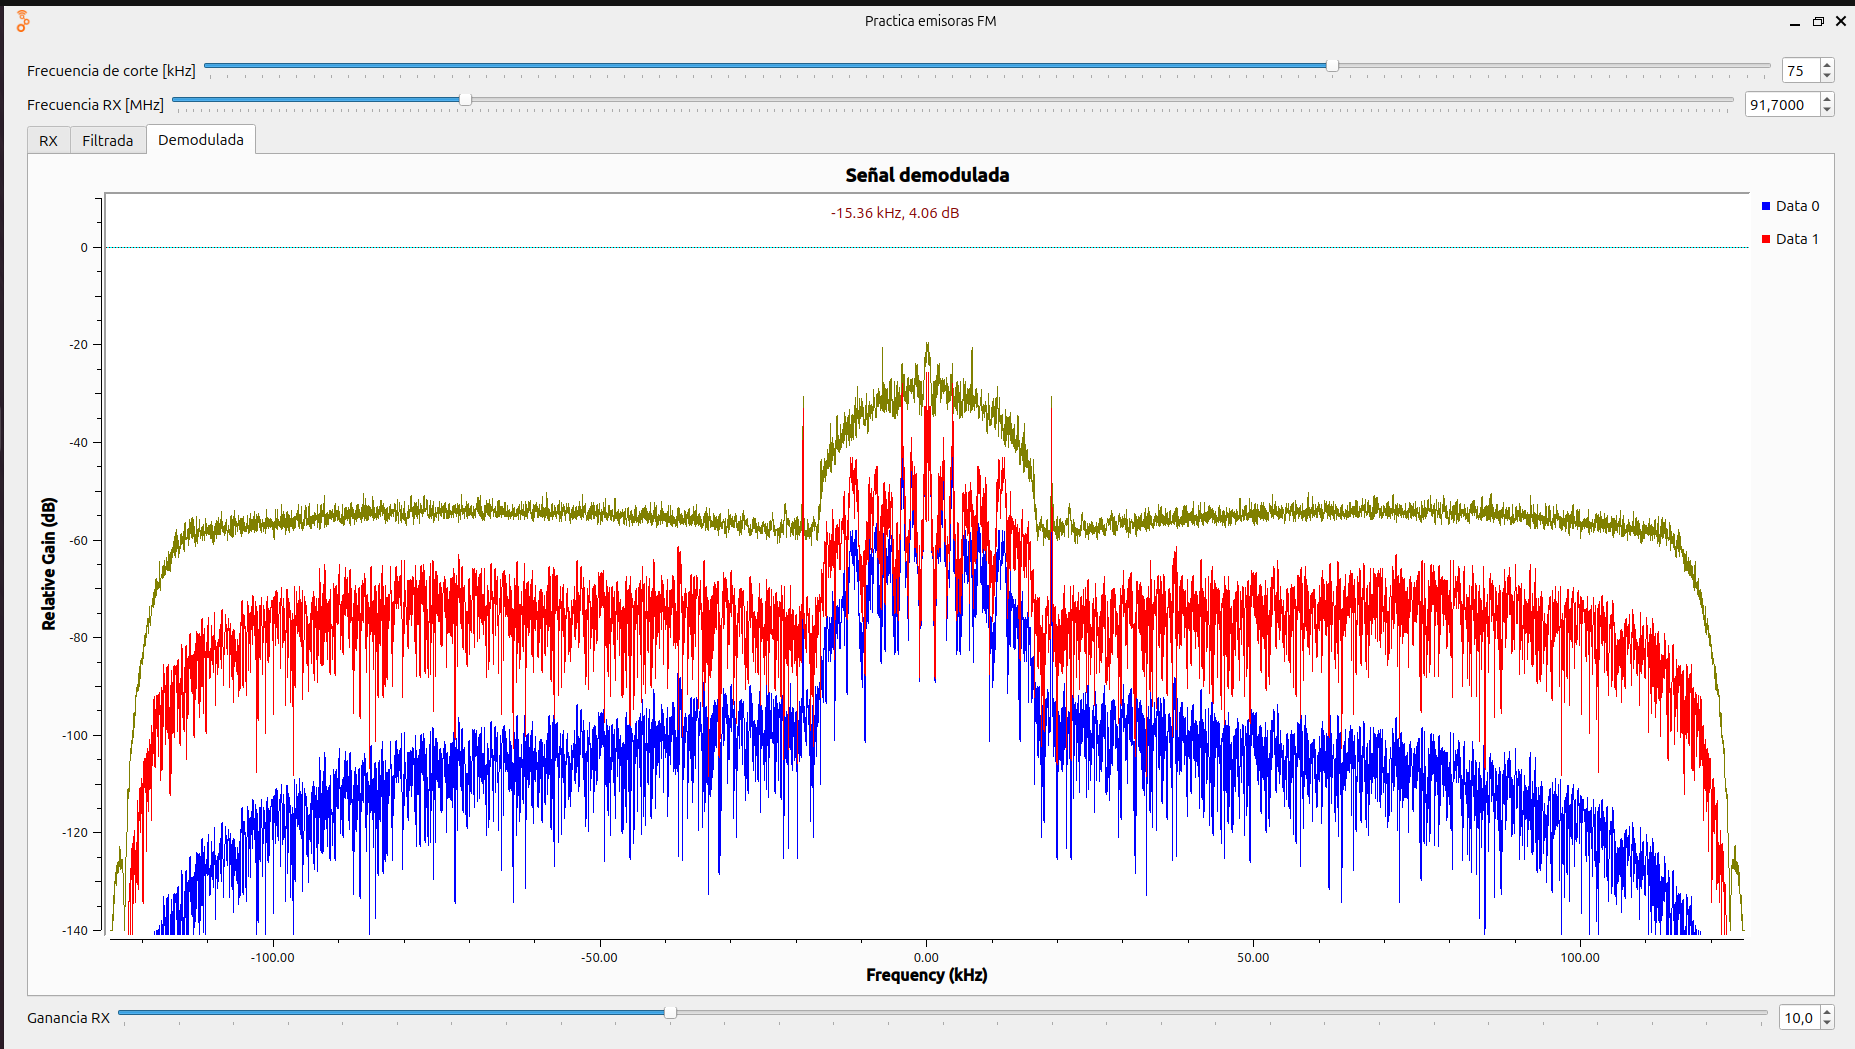 Practica emisoras FM
Frecuencia de corte [kHz]
75
Frecuencia RX [MHz]
91,7000
RX Filtrada Demodulada
Señal demodulada
-15.36 kHz, 4.06 dB
Data 0
Data 1
Relative Gain (dB)
0
-20
-40
-60
-80
-100
-120
-140
-100.00 -50.00 0.00 50.00 100.00
Frequency (kHz)
Ganancia RX
10,0